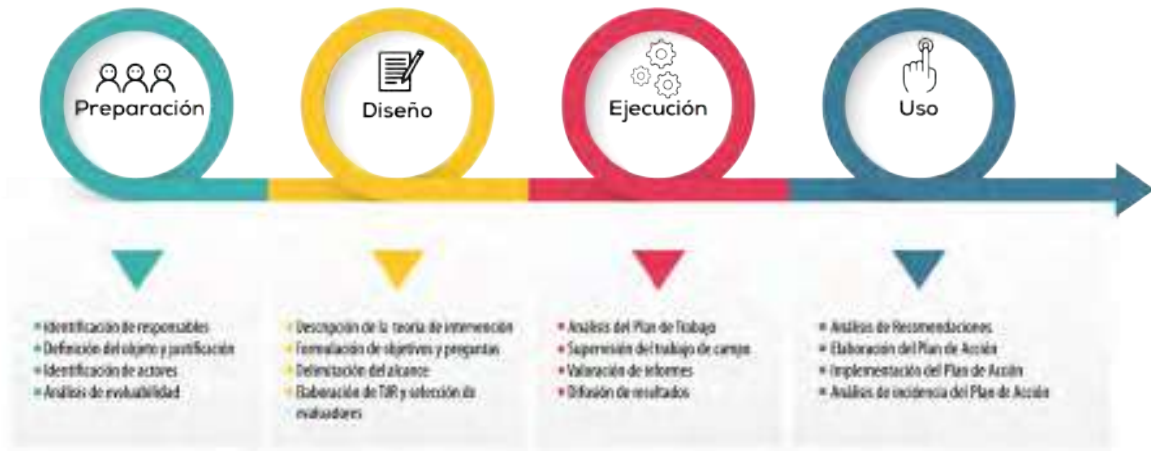 Preparación
Diseño
Ejecución
Uso
Identificación de responsables
Definición del objeto y justificación
Identificación de actores
Análisis de evaluabilidad
Descripción de la teoría de intervención
Formulación de objetivos y preguntas
Delimitación del alcance
Elaboración de TdR y selección de
evaluadores
Análisis del Plan de Trabajo
Supervisión del trabajo de campo
Valoración de informes
Difusión de resultados
Análisis de Recomendaciones
Elaboración del Plan de Acción
Implementación del Plan de Acción
Análisis de incidencia del Plan de Acción